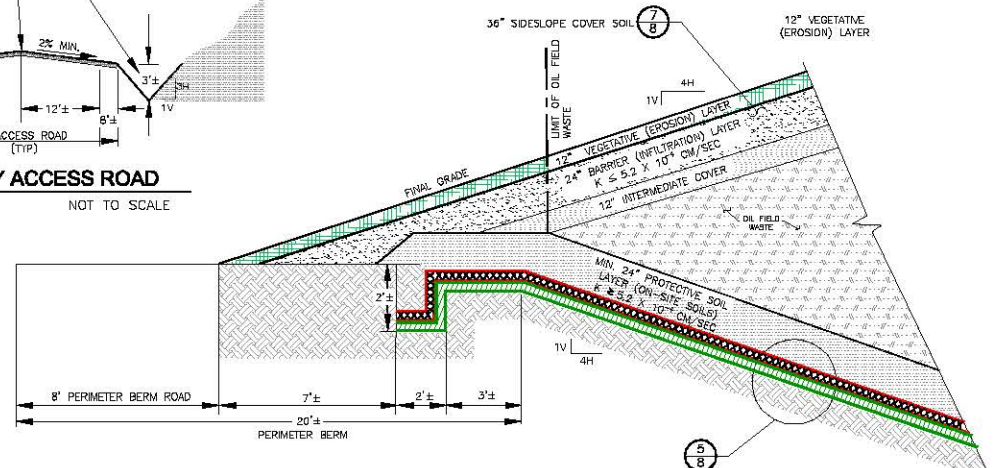 2% MIN.
3'±
3H
1V
12'±
8'±
ACCESS ROAD
(TYP)
Y ACCESS ROAD
NOT TO SCALE
36" SIDESLOPE COVER SOIL
7
8
12" VEGETATIVE
(EROSION) LAYER
LIMIT OF OIL FIELD
WASTE
4H
1V
FINAL GRADE
12" VEGETATIVE (EROSION) LAYER
24" BARRIER (INFILTRATION) LAYER
12" INTERMEDIATE COVER
OIL FIELD
WASTE
MIN. 24" PROTECTIVE SOIL
LAYER (ON-SITE SOILS)
2'±
1V
4H
8' PERIMETER BERM ROAD
7'±
2'±
3'±
20'±
PERIMETER BERM
5
8